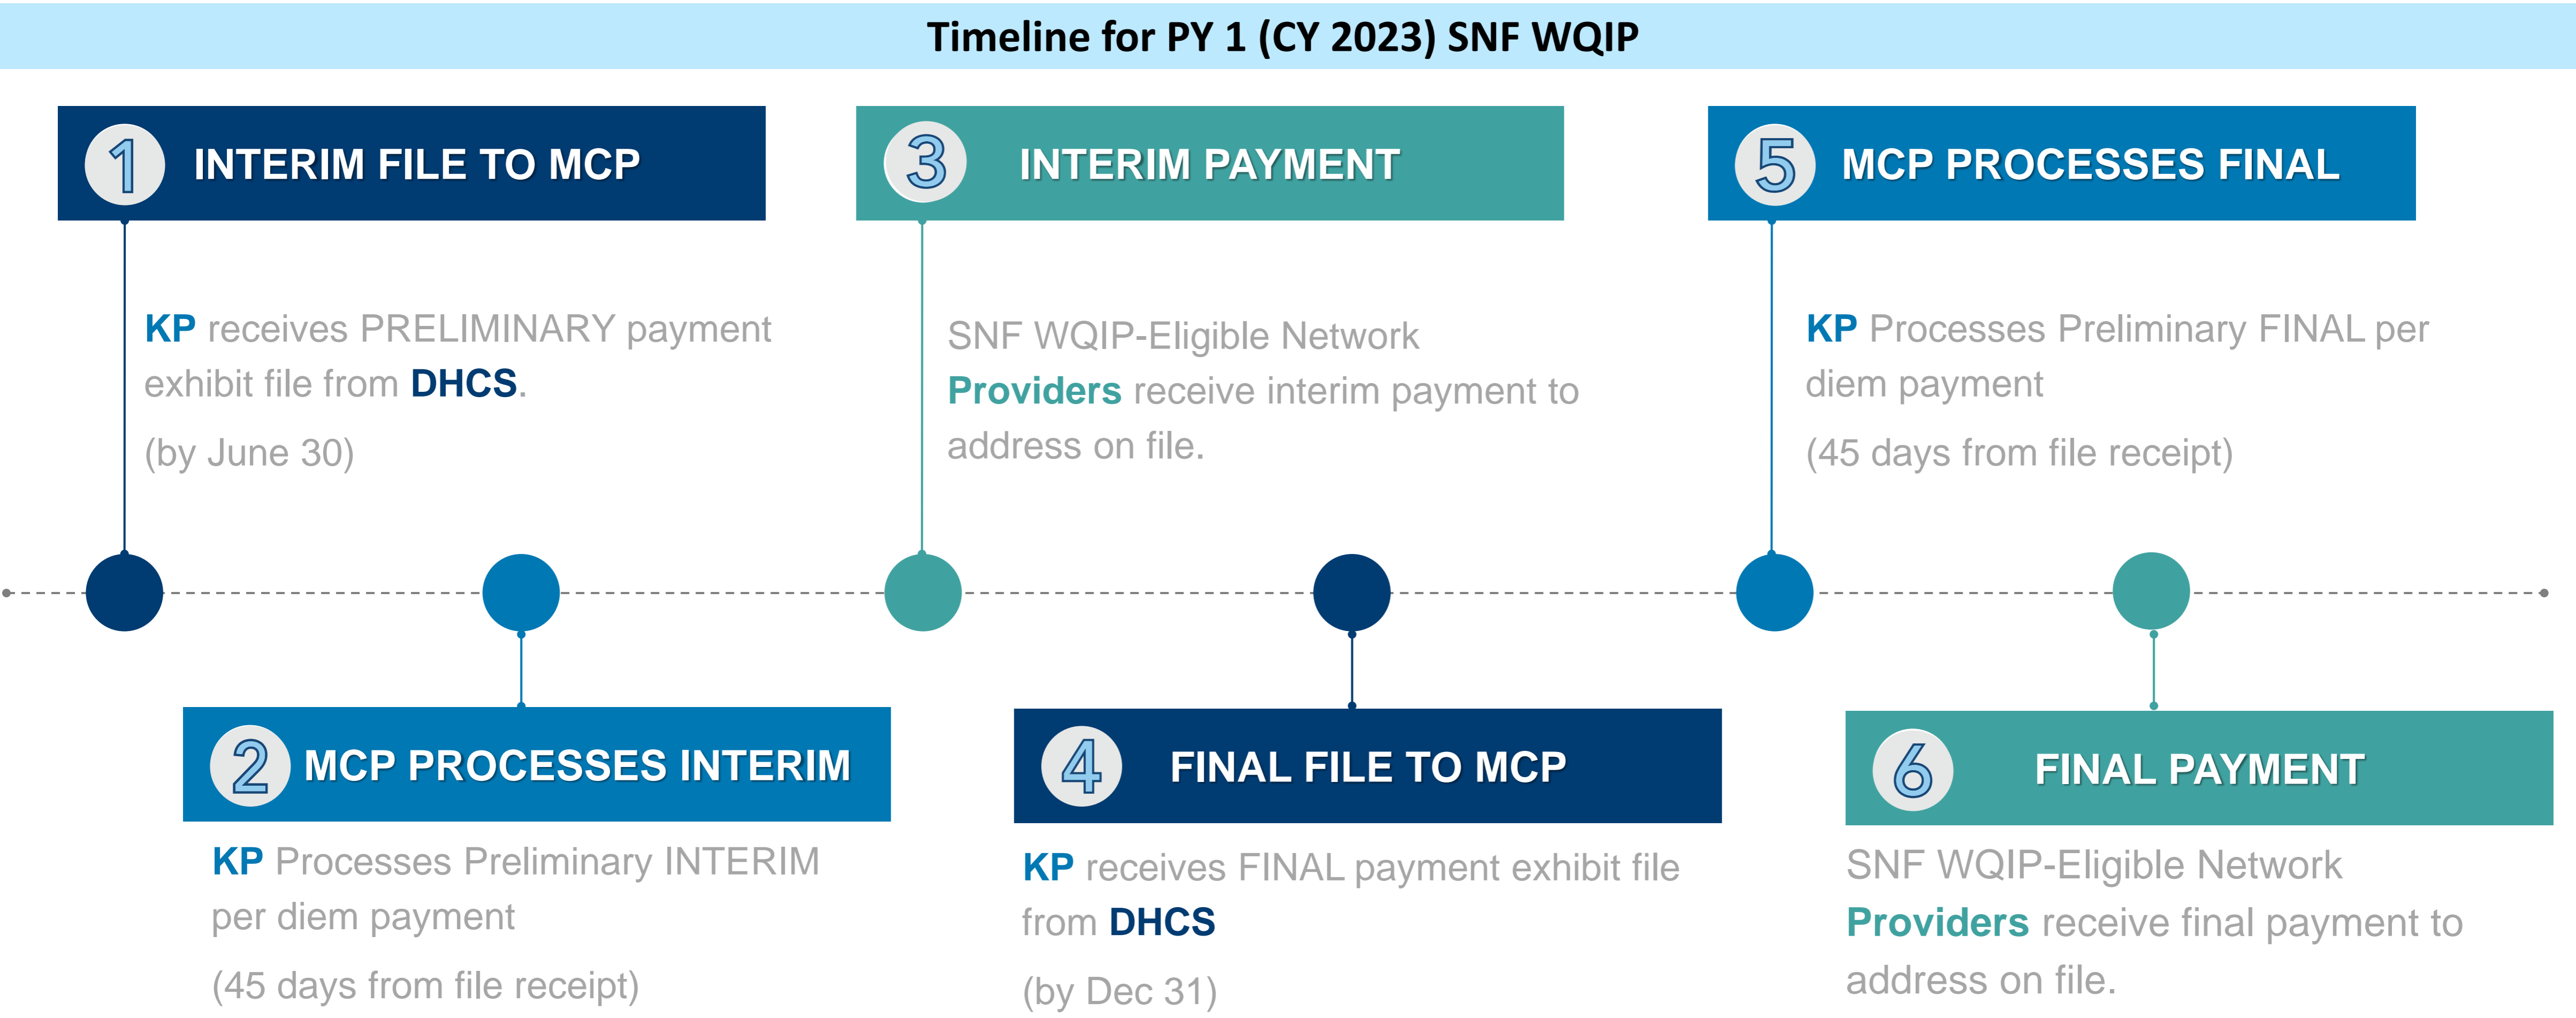 Timeline for PY 1 (CY 2023) SNF WQIP
1 INTERIM FILE TO MCP
KP receives PRELIMINARY payment
exhibit file from DHCS.
(by June 30)
2 MCP PROCESSES INTERIM
KP Processes Preliminary INTERIM
per diem payment
(45 days from file receipt)
3 INTERIM PAYMENT
SNF WQIP-Eligible Network
Providers receive interim payment to
address on file.
4 FINAL FILE TO MCP
KP receives FINAL payment exhibit file
from DHCS
(by Dec 31)
5 MCP PROCESSES FINAL
KP Processes Preliminary FINAL per
diem payment
(45 days from file receipt)
6 FINAL PAYMENT
SNF WQIP-Eligible Network
Providers receive final payment to
address on file.